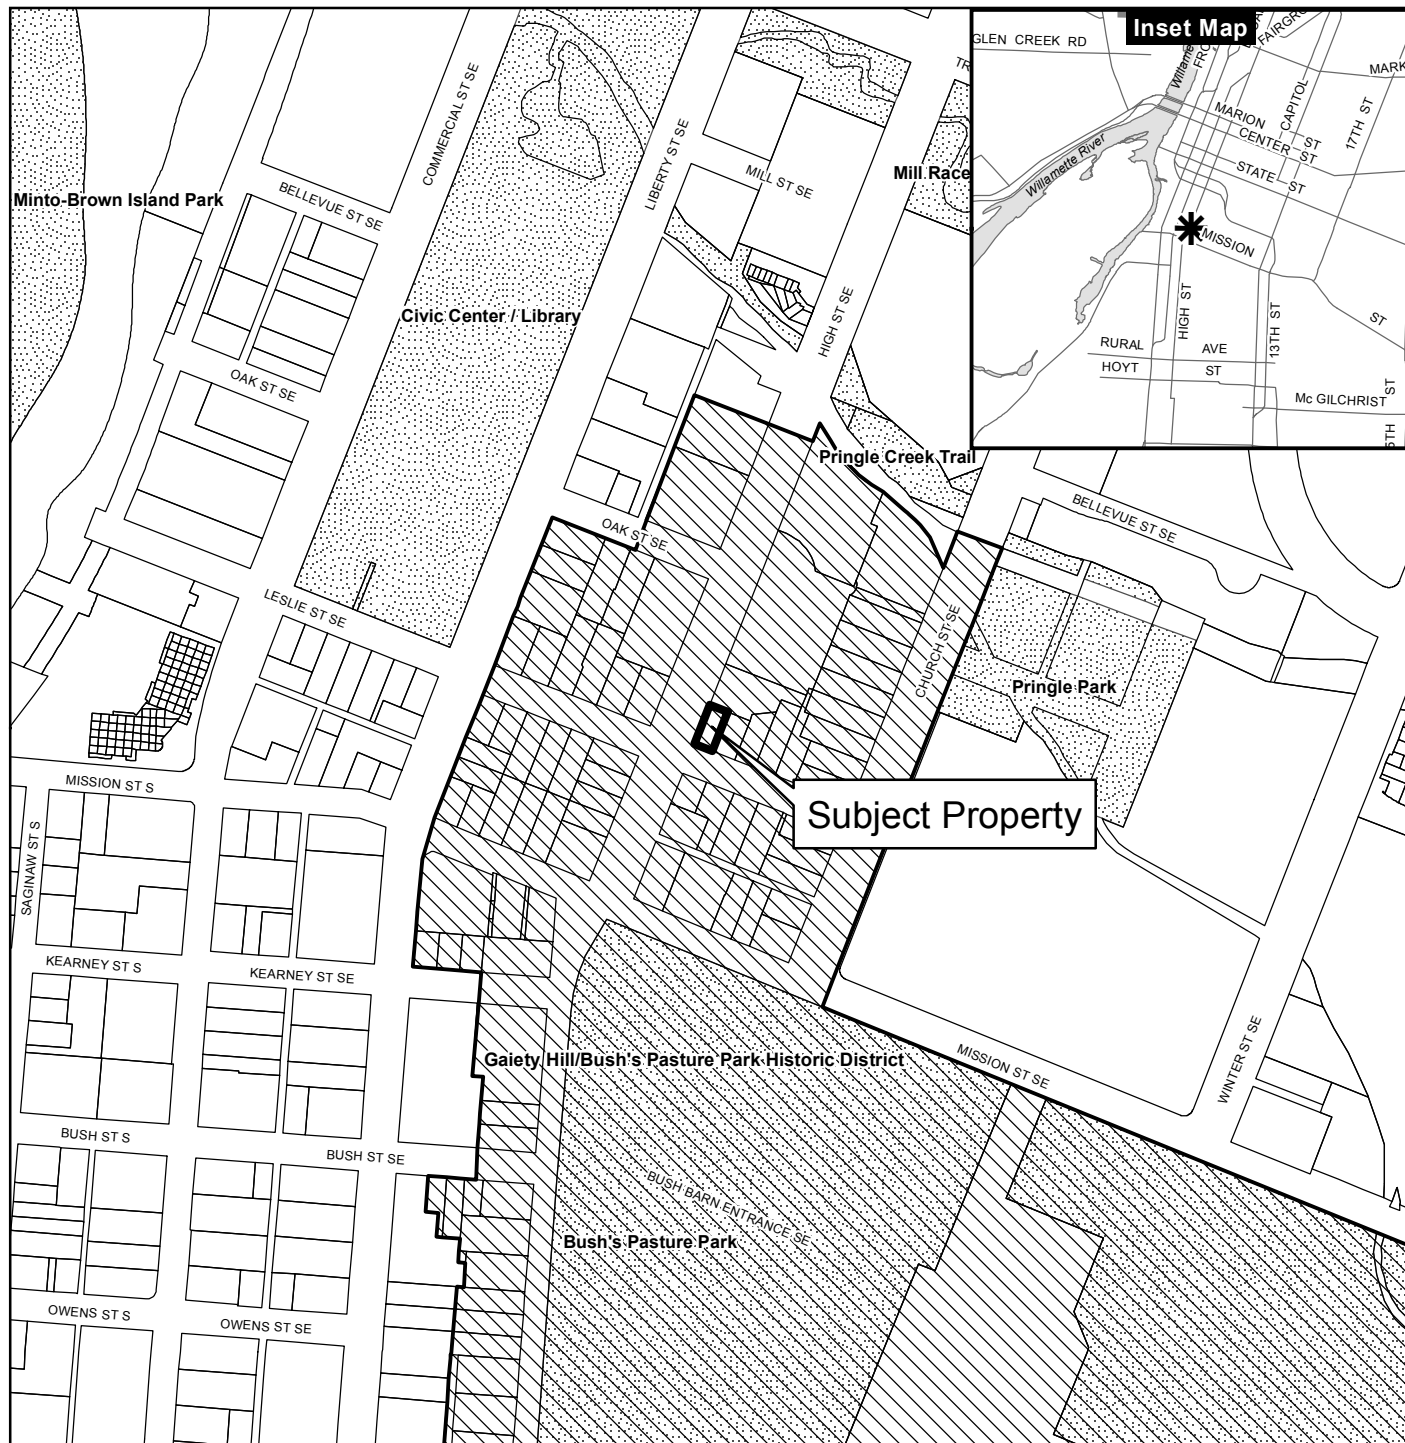 Inset Map
GLEN CREEK RD
MARION
ST
CENTER ST
STATE ST
CAPITOL
17TH ST
Willamette River
MISSION
ST
HIGH ST
13TH ST
RURAL AVE
HOYT ST
Mc GILCHRIST
ST
COMMERCIAL ST SE
LIBERTY ST SE
MILL ST SE
Mill Race
Minto-Brown Island Park
BELLEVUE ST SE
Civic Center / Library
HIGH ST SE
OAK ST SE
Pringle Creek Trail
BELLEVUE ST SE
OAK ST SE
LESLIE ST SE
CHURCH ST SE
Pringle Park
Subject Property
MISSION ST S
SAGINAW ST S
KEARNEY ST S
KEARNEY ST SE
Gaiety Hill/Bush's Pasture Park Historic District
MISSION ST SE
WINTER ST SE
BUSH ST S
BUSH ST SE
BUSH BARN ENTRANCE SE
Bush's Pasture Park
OWENS ST S
OWENS ST SE